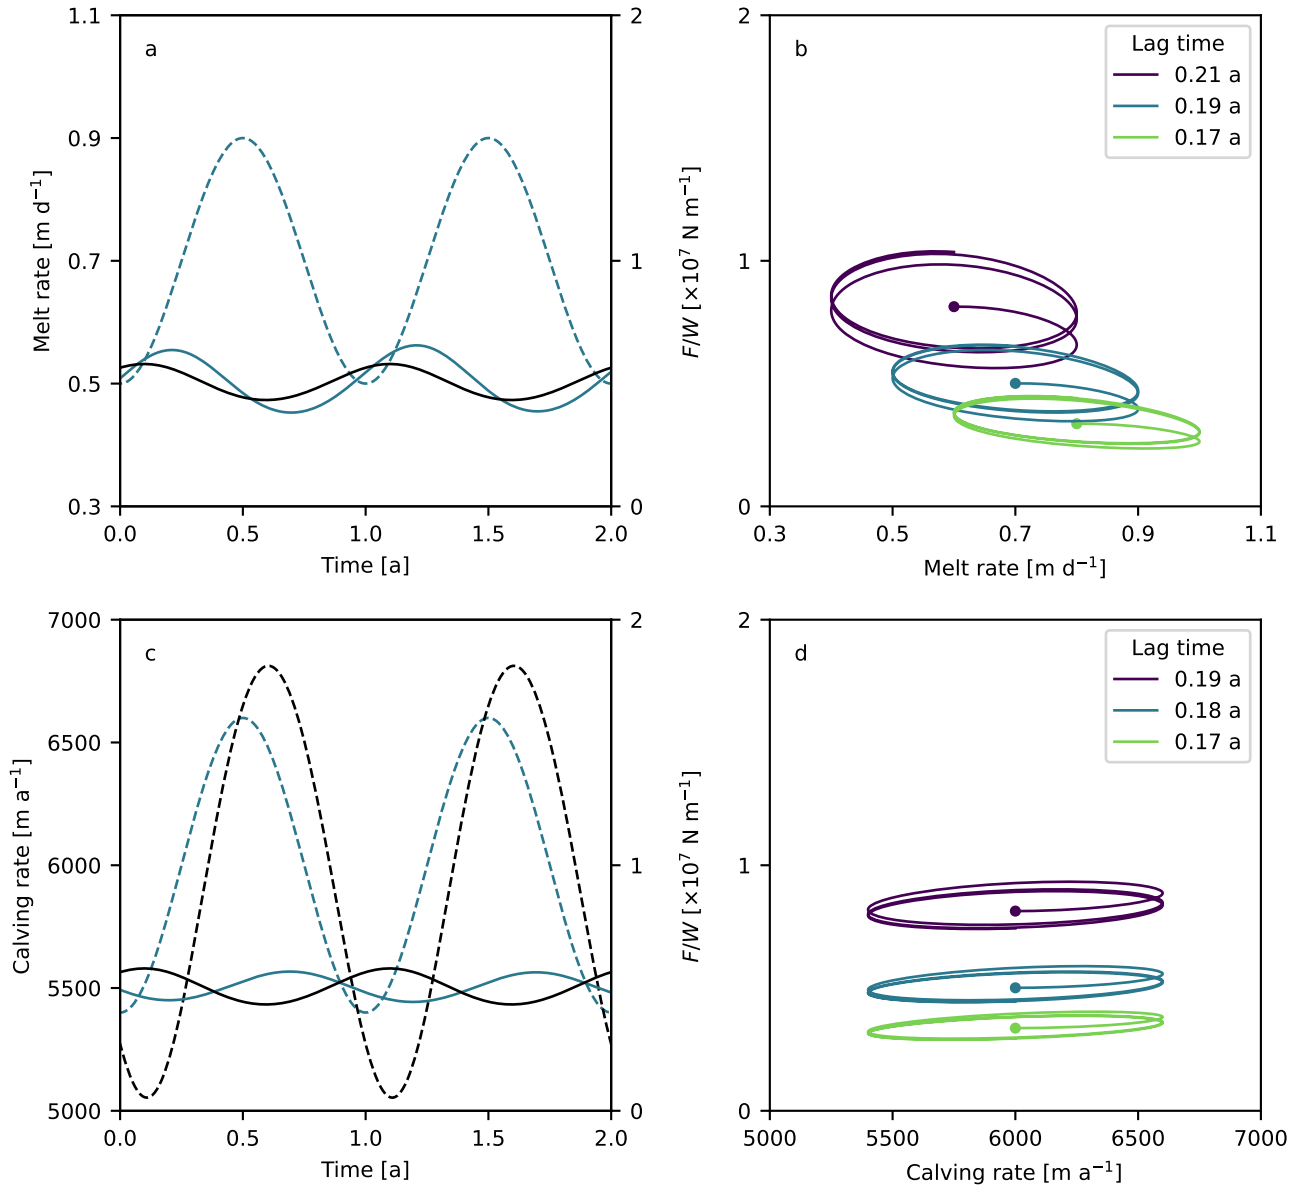 a
1.1
0.9
0.7
0.5
0.3
Melt rate [m d⁻¹]
2
1
0
F/W [×10⁷ N m⁻¹]
0.0 0.5 1.0 1.5 2.0
Time [a]
b
Lag time
0.21 a
0.19 a
0.17 a
2
1
0
0.3 0.5 0.7 0.9 1.1
Melt rate [m d⁻¹]
c
7000
6500
6000
5500
5000
Calving rate [m a⁻¹]
2
1
0
F/W [×10⁷ N m⁻¹]
0.0 0.5 1.0 1.5 2.0
Time [a]
d
Lag time
0.19 a
0.18 a
0.17 a
2
1
0
5000 5500 6000 6500 7000
Calving rate [m a⁻¹]